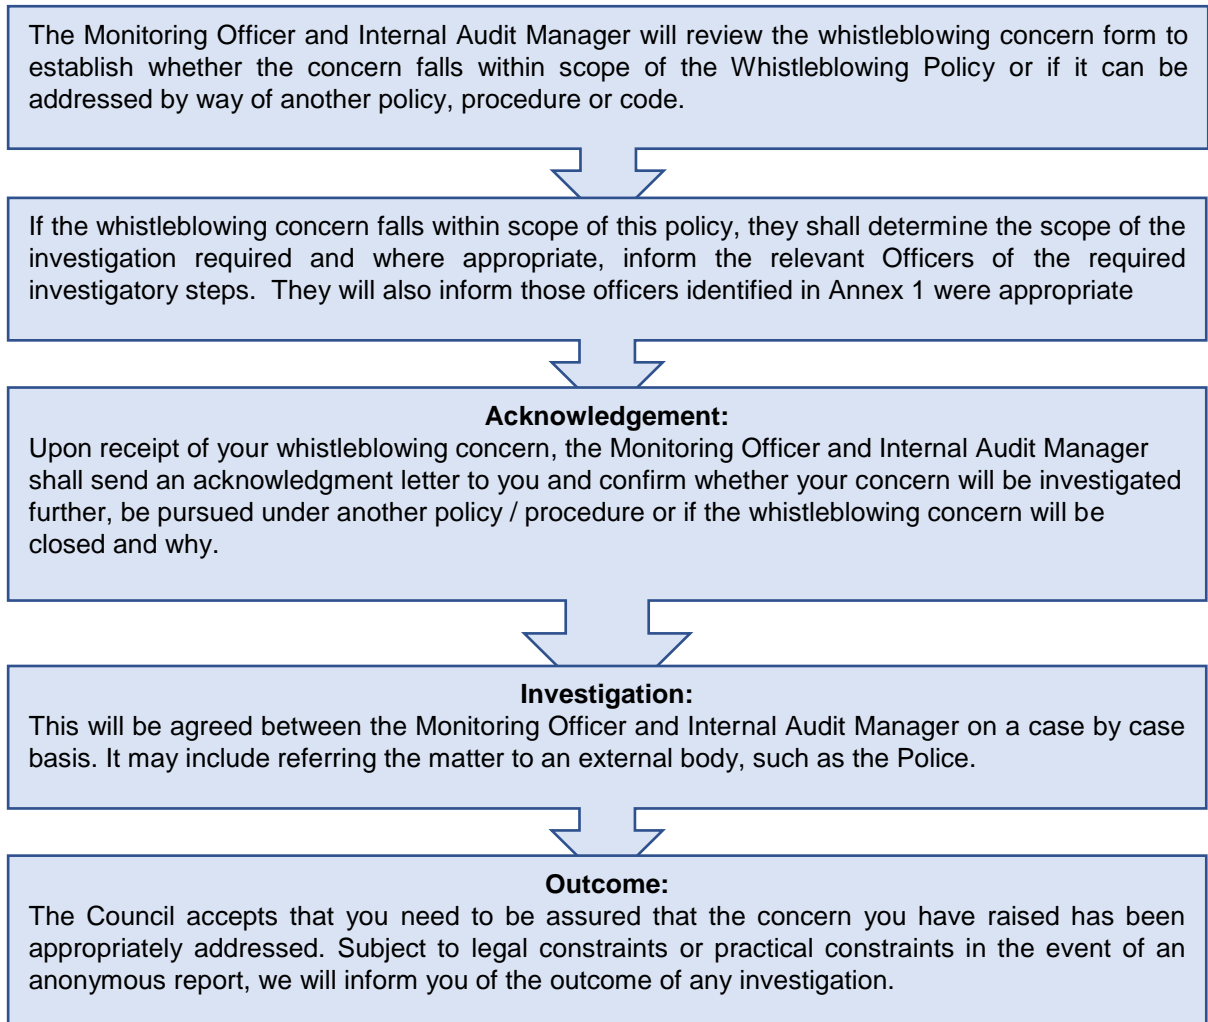 The Monitoring Officer and Internal Audit Manager will review the whistleblowing concern form to
establish whether the concern falls within scope of the Whistleblowing Policy or if it can be
addressed by way of another policy, procedure or code.
If the whistleblowing concern falls within scope of this policy, they shall determine the scope of the
investigation required and where appropriate, inform the relevant Officers of the required
investigatory steps.  They will also inform those officers identified in Annex 1 were appropriate
Acknowledgement:
Upon receipt of your whistleblowing concern, the Monitoring Officer and Internal Audit Manager
shall send an acknowledgment letter to you and confirm whether your concern will be investigated
further, be pursued under another policy / procedure or if the whistleblowing concern will be
closed and why.
Investigation:
This will be agreed between the Monitoring Officer and Internal Audit Manager on a case by case
basis. It may include referring the matter to an external body, such as the Police.
Outcome:
The Council accepts that you need to be assured that the concern you have raised has been
appropriately addressed. Subject to legal constraints or practical constraints in the event of an
anonymous report, we will inform you of the outcome of any investigation.